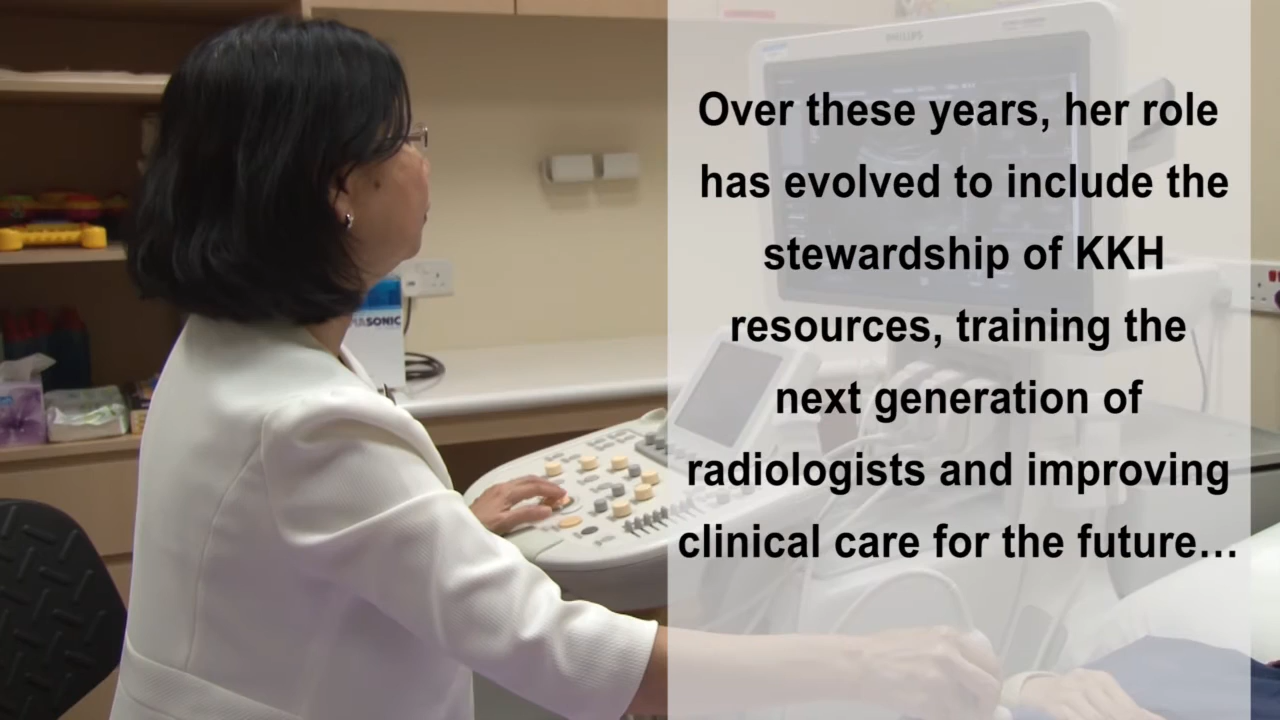 Over these years, her role
has evolved to include the
stewardship of KKH
resources, training the
next generation of
radiologists and improving
clinical care for the future…
PHILIPS
ASONIC